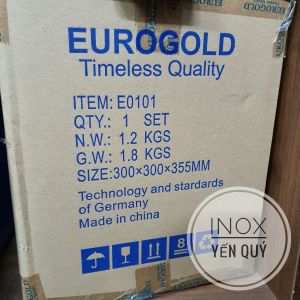 EUROGOLD
Timeless Quality
ITEM: E0101
QTY.: 1 SET
N.W.: 1.2 KGS
G.W.: 1.8 KGS
SIZE:300×300×355MM
Technology and standards
of Germany
Made in china
8
INOX
YẾN QUÝ